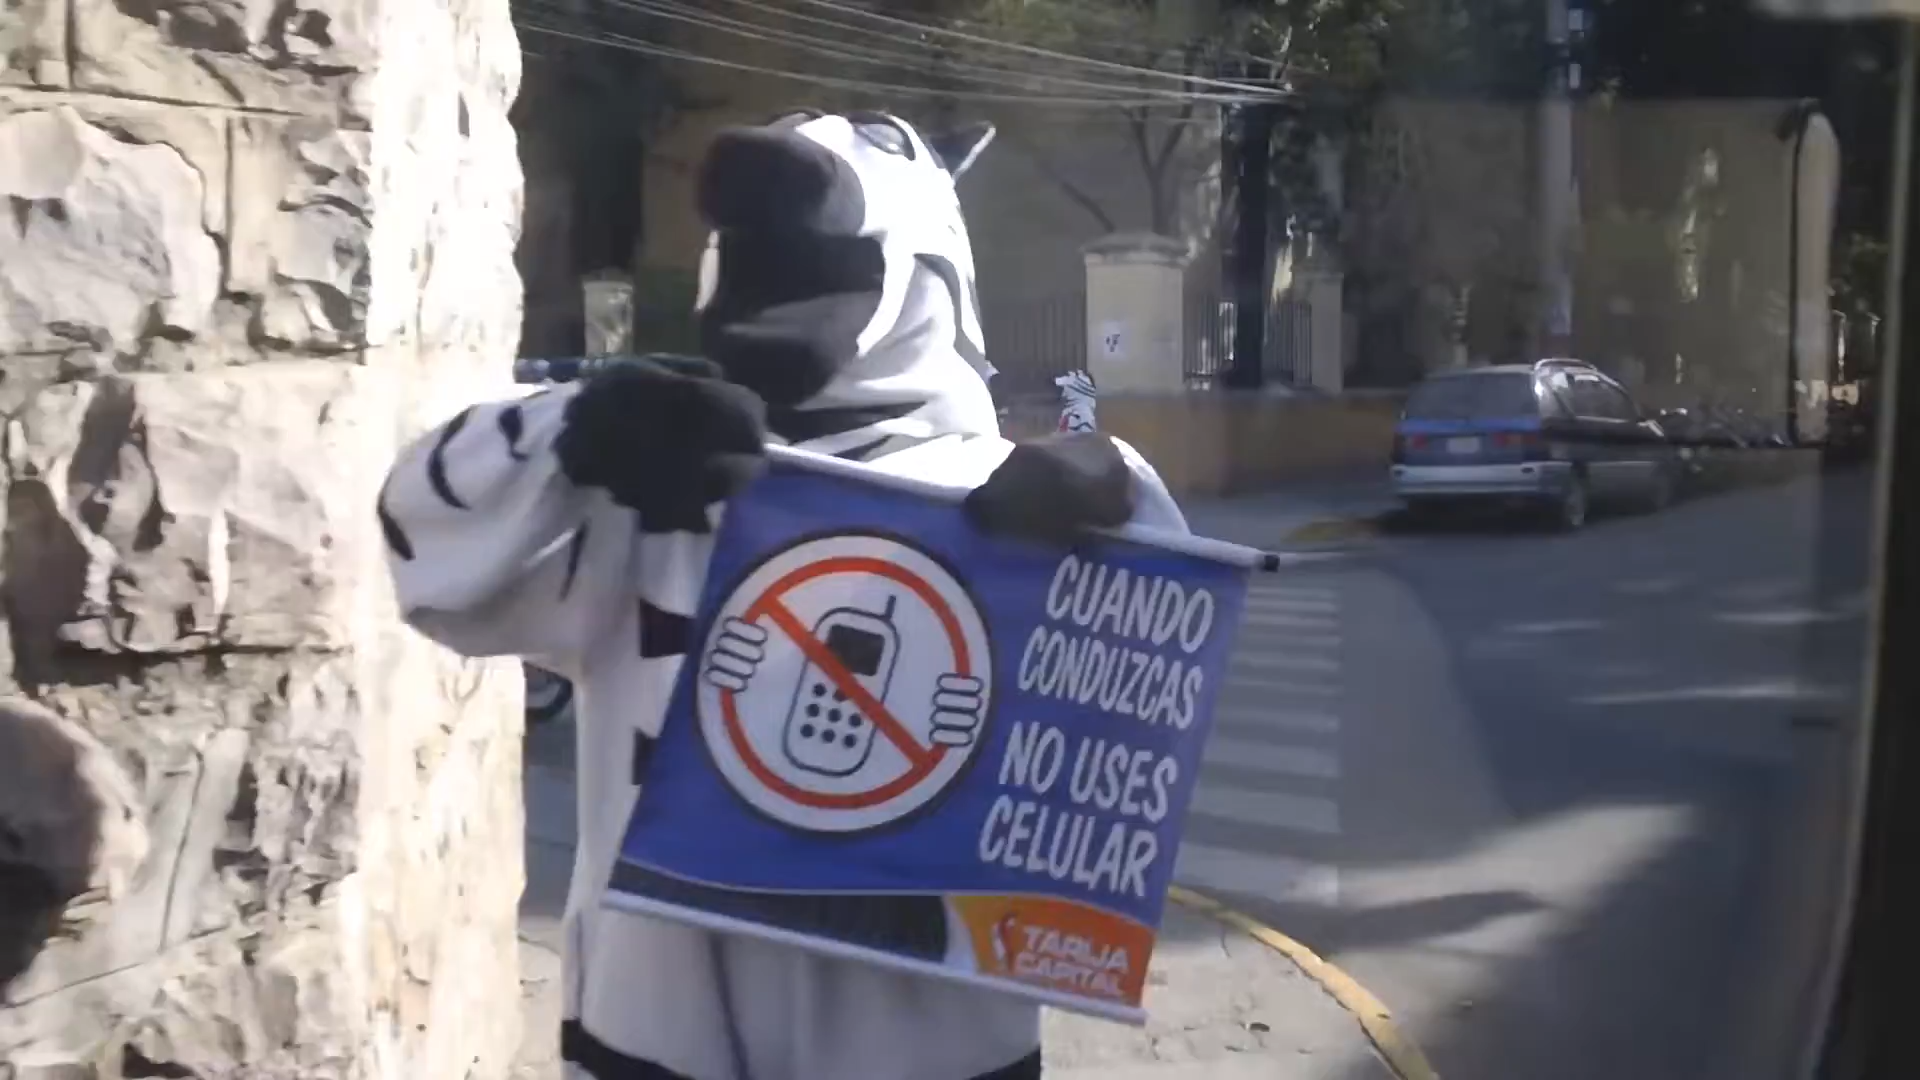 CUANDO
CONDUZCAS
NO USES
CELULAR
TARIJA
CAPITAL